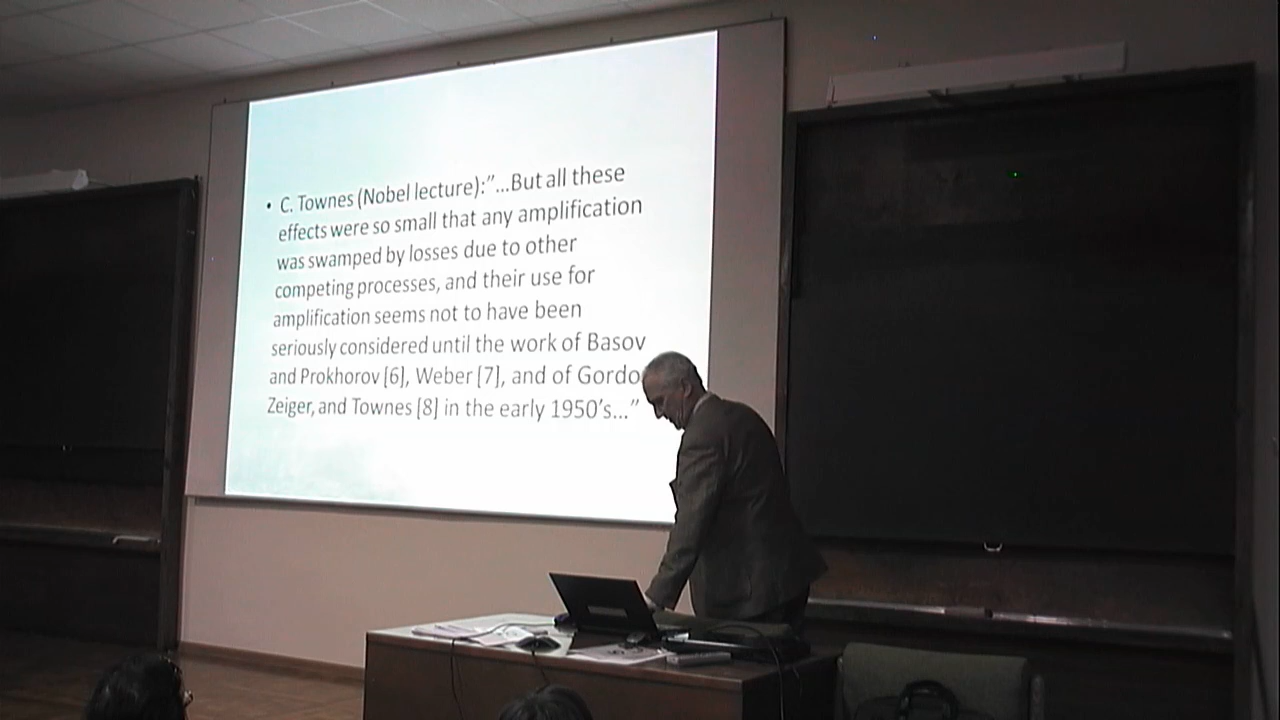 • C. Townes (Nobel lecture):”...But all these
effects were so small that any amplification
was swamped by losses due to other
competing processes, and their use for
amplification seems not to have been
seriously considered until the work of Basov
and Prokhorov [6], Weber [7], and of Gordo
Zeiger, and Townes [8] in the early 1950’s...”